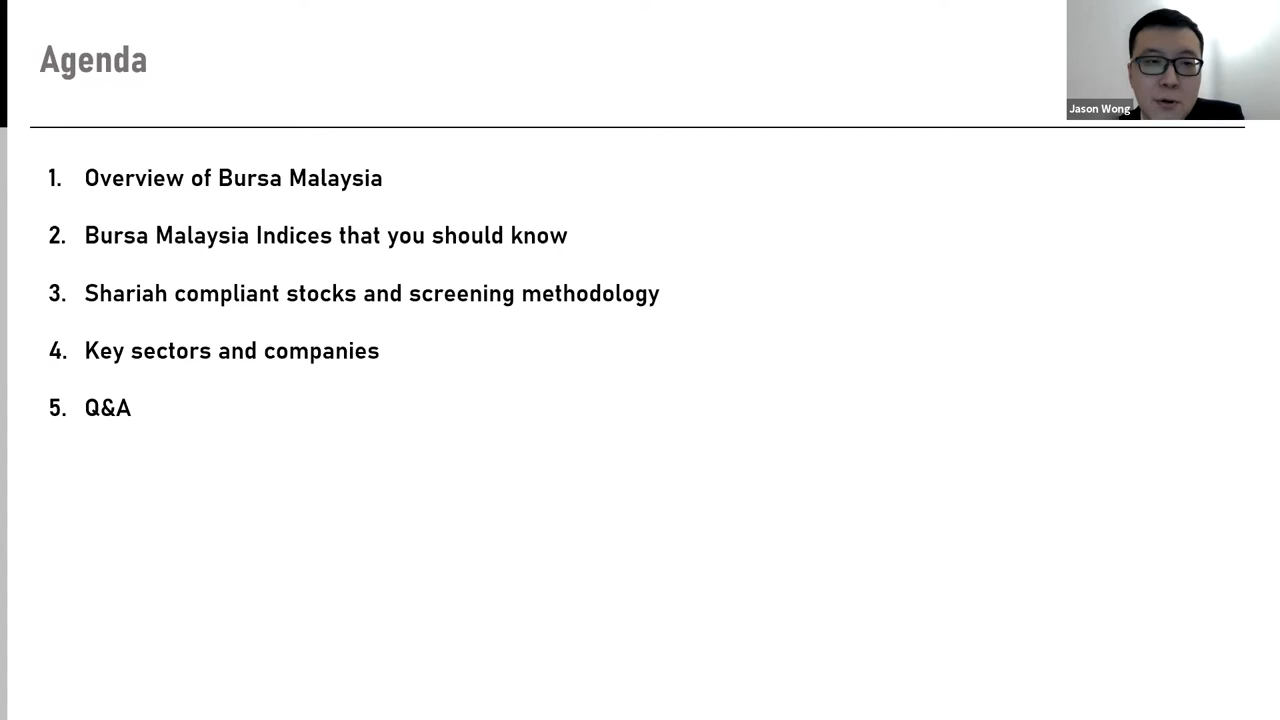 Agenda
Jason Wong
1. Overview of Bursa Malaysia
2. Bursa Malaysia Indices that you should know
3. Shariah compliant stocks and screening methodology
4. Key sectors and companies
5. Q&A